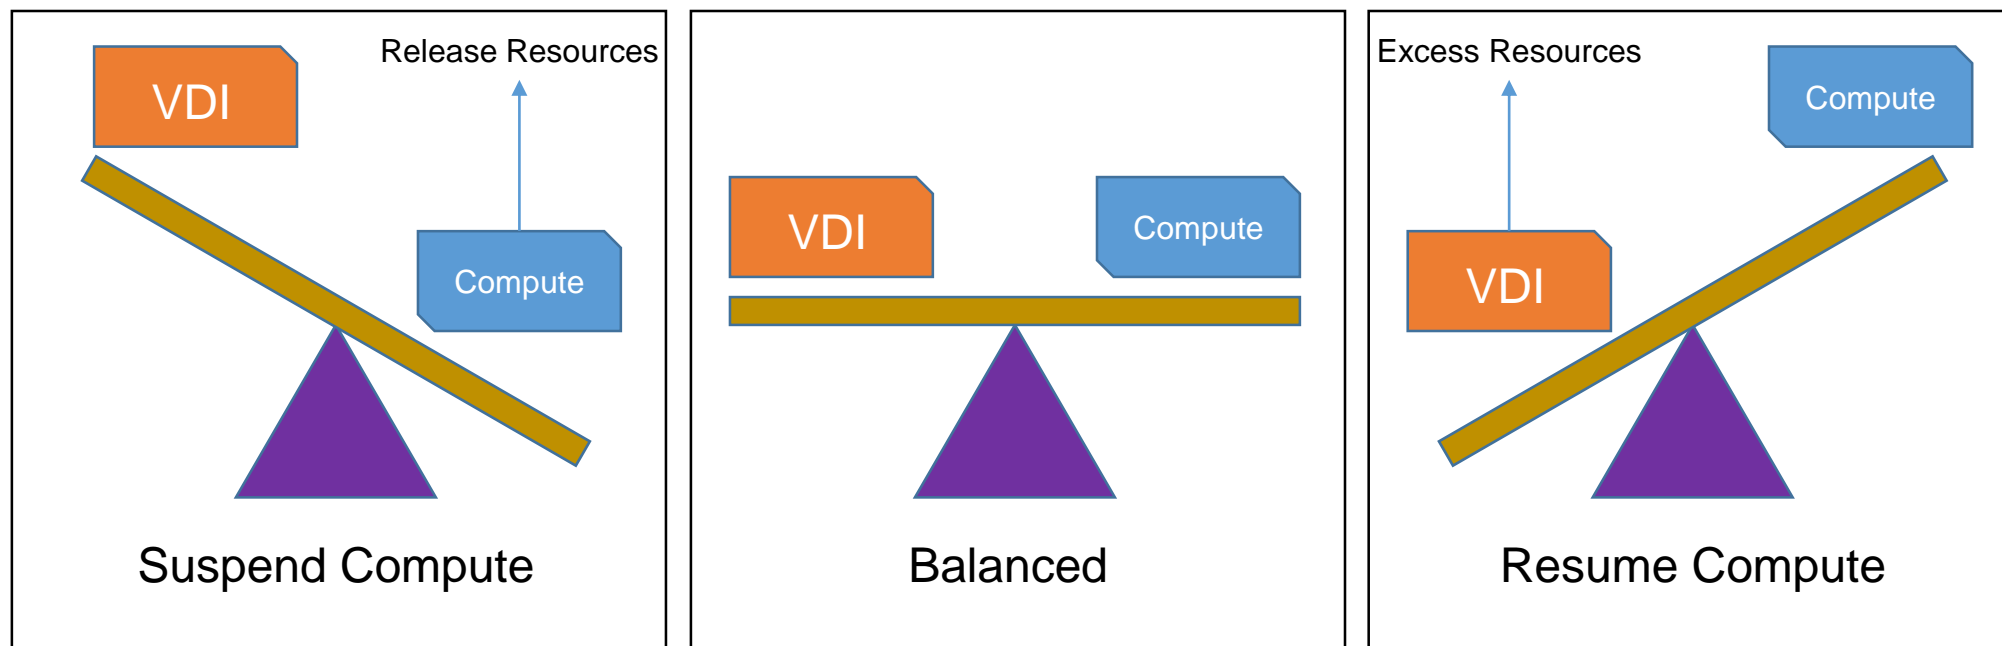 Release Resources
VDI
Compute
Suspend Compute
VDI
Compute
Balanced
Excess Resources
Compute
VDI
Resume Compute